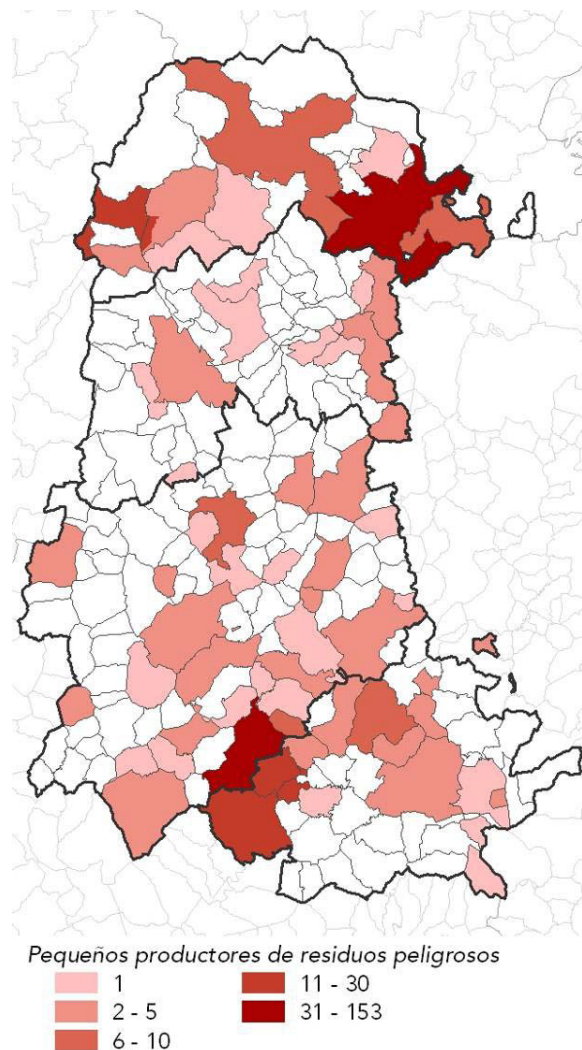 Pequeños productores de residuos peligrosos
1
2 - 5
6 - 10
11 - 30
31 - 153